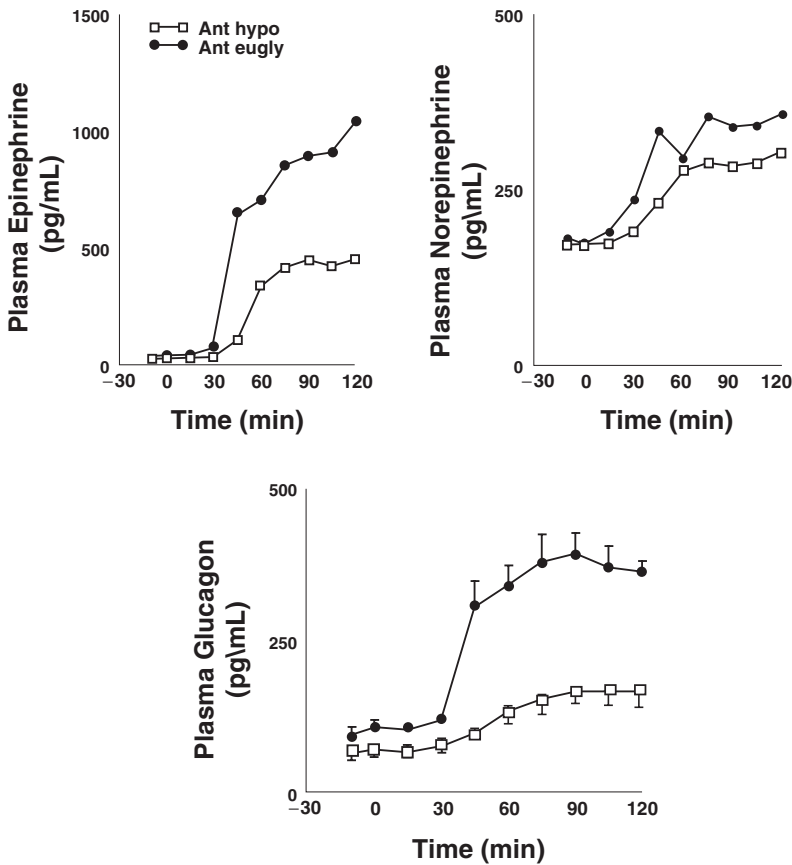 1500
1000
500
0
Plasma Epinephrine
(pg/mL)
Ant hypo
Ant eugly
−30 0 30 60 90 120
Time (min)
500
250
0
Plasma Norepinephrine
(pg\mL)
−30 0 30 60 90 120
Time (min)
500
250
0
Plasma Glucagon
(pg\mL)
−30 0 30 60 90 120
Time (min)